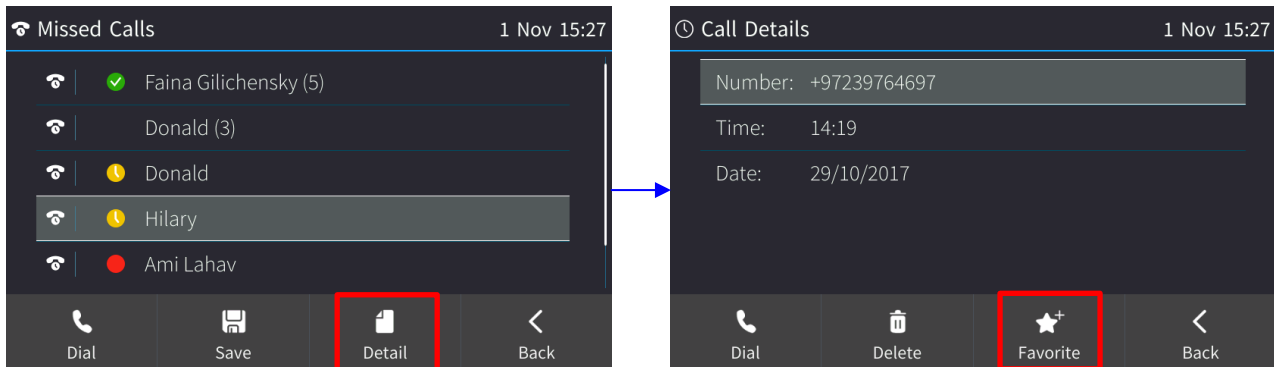 Missed Calls 1 Nov 15:27
Faina Gilichensky (5)
Donald (3)
Donald
Hilary
Ami Lahav
Dial Save Detail Back
Call Details 1 Nov 15:27
Number: +97239764697
Time: 14:19
Date: 29/10/2017
Dial Delete Favorite Back